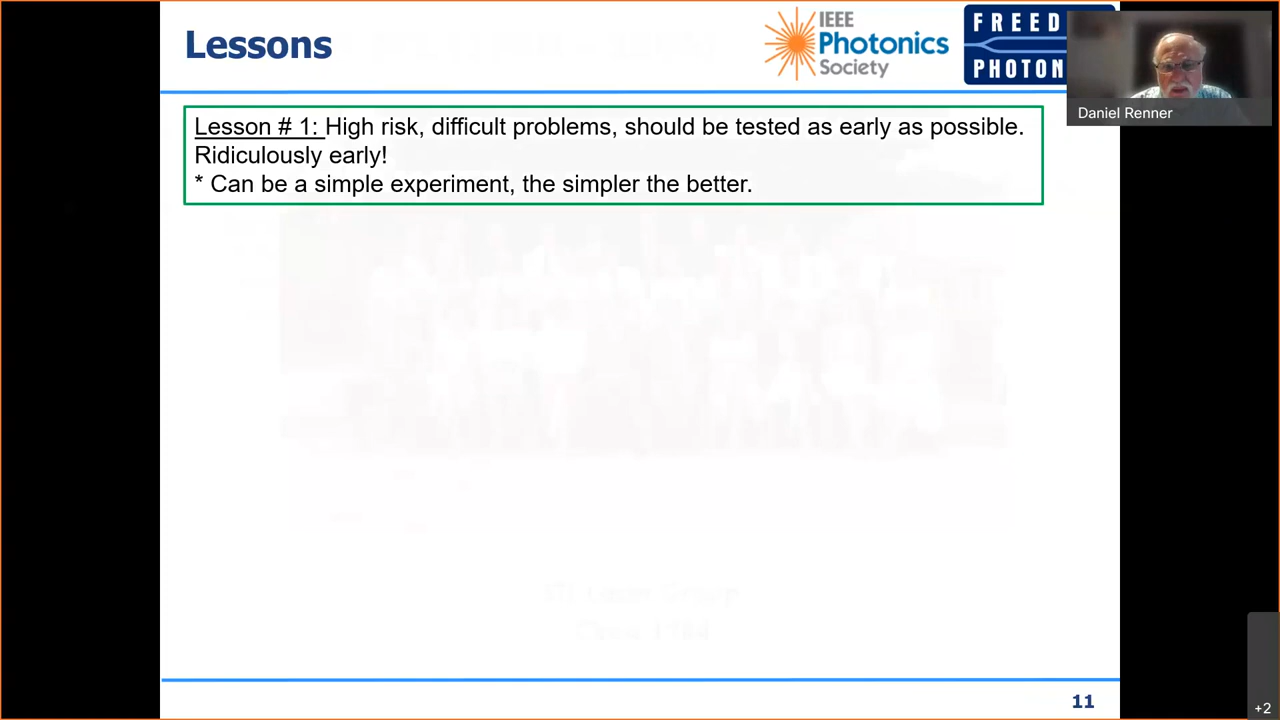 Lessons
IEEE
Photonics
Society
FREED
PHOTON
Daniel Renner
Lesson # 1: High risk, difficult problems, should be tested as early as possible.
Ridiculously early!
* Can be a simple experiment, the simpler the better.
11
+2